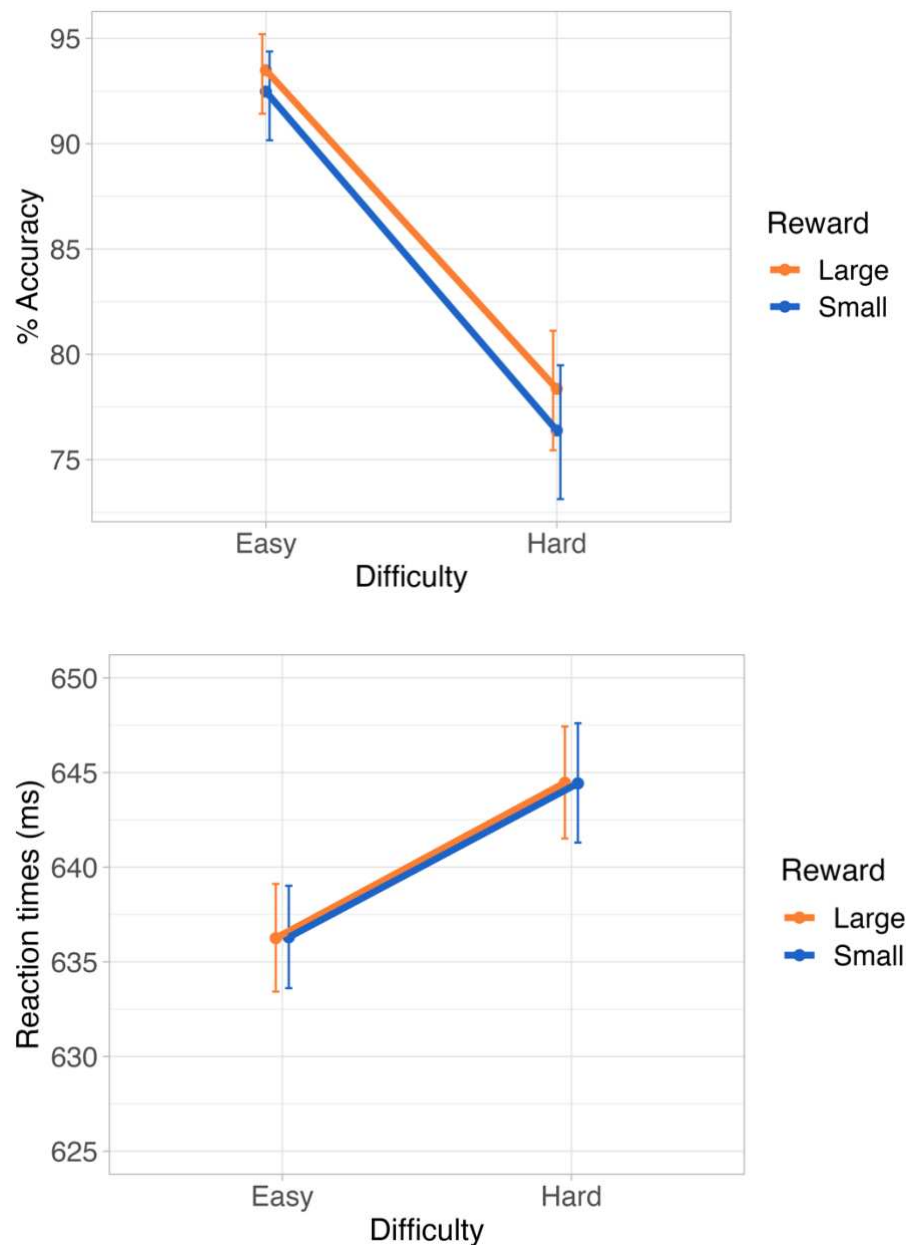 95
90
85
80
75
% Accuracy
Easy
Hard
Difficulty
Reward
Large
Small
650
645
640
635
630
625
Reaction times (ms)
Easy
Hard
Difficulty
Reward
Large
Small